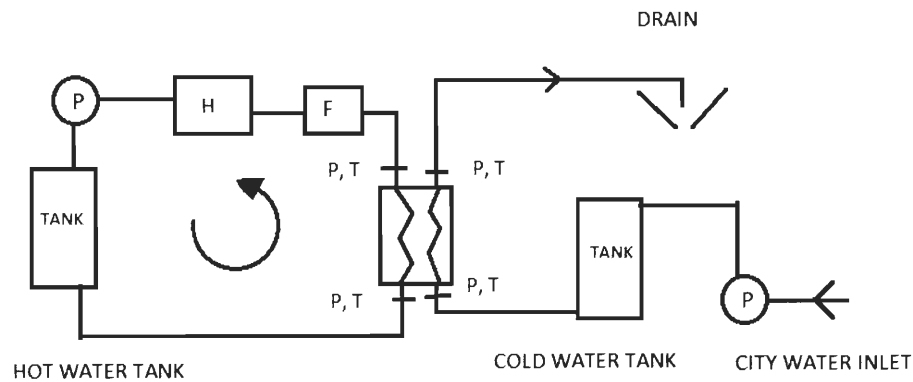 DRAIN
P
H
F
P, T
P, T
TANK
TANK
P, T
P, T
P
HOT WATER TANK
COLD WATER TANK
CITY WATER INLET